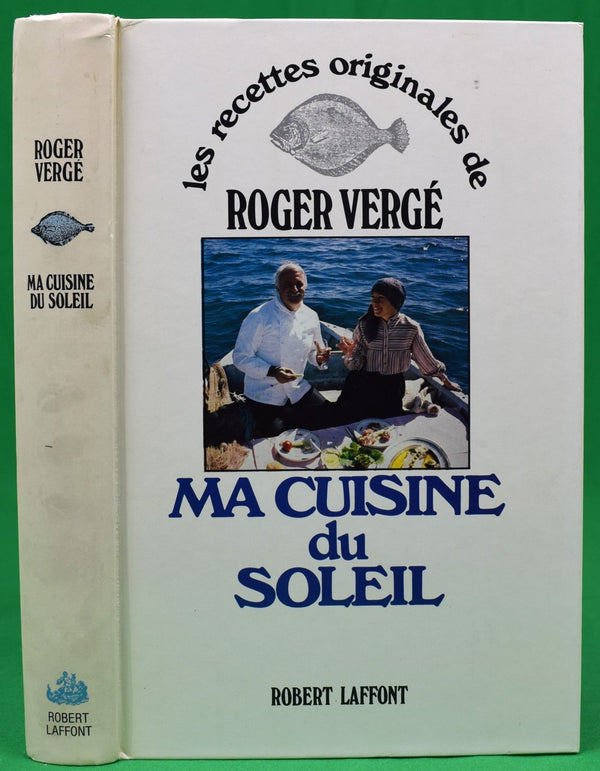 ROGER
VERGÉ
MA CUISINE
DU SOLEIL
ROBERT
LAFFONT
les recettes originales de
ROGER VERGÉ
MA CUISINE
du
SOLEIL
ROBERT LAFFONT